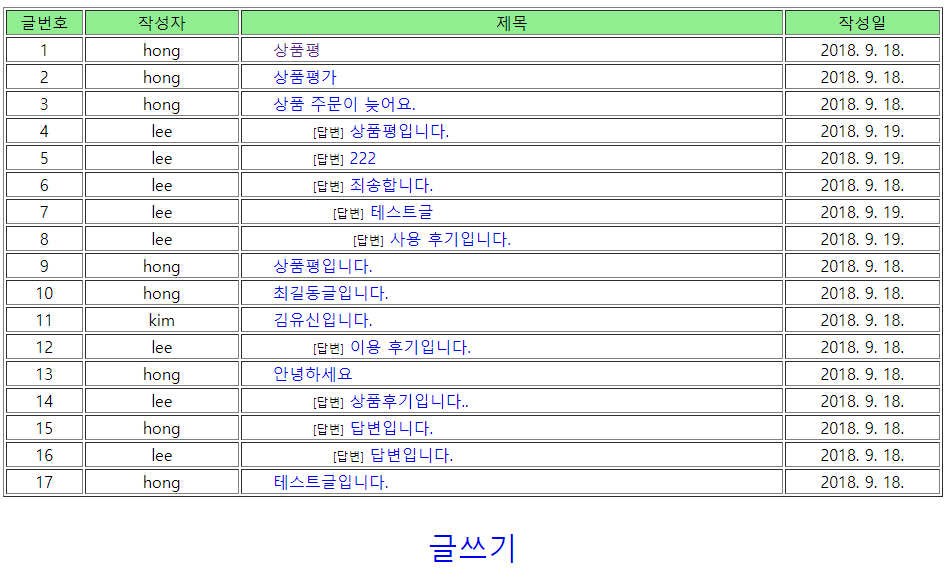 글번호 작성자 제목 작성일
1 hong 상품평 2018. 9. 18.
2 hong 상품평가 2018. 9. 18.
3 hong 상품 주문이 늦어요. 2018. 9. 18.
4 lee [답변] 상품평입니다. 2018. 9. 19.
5 lee [답변] 222 2018. 9. 19.
6 lee [답변] 죄송합니다. 2018. 9. 19.
7 lee [답변] 테스트글 2018. 9. 19.
8 lee [답변] 사용 후기입니다. 2018. 9. 19.
9 hong 상품평입니다. 2018. 9. 18.
10 hong 최길동글입니다. 2018. 9. 18.
11 kim 김유신입니다. 2018. 9. 18.
12 lee [답변] 이용 후기입니다. 2018. 9. 18.
13 hong 안녕하세요 2018. 9. 18.
14 lee [답변] 상품후기입니다.. 2018. 9. 18.
15 hong [답변] 답변입니다. 2018. 9. 18.
16 lee [답변] 답변입니다. 2018. 9. 18.
17 hong 테스트글입니다. 2018. 9. 18.
글쓰기